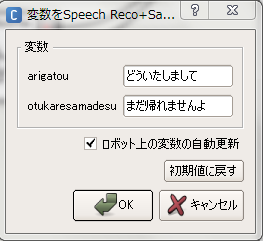 変数をSpeech Reco+Sa...
変数
arigatou どういたしまして
otukaresamadesu まだ帰れませんよ
ロボット上の変数の自動更新
初期値に戻す
OK キャンセル